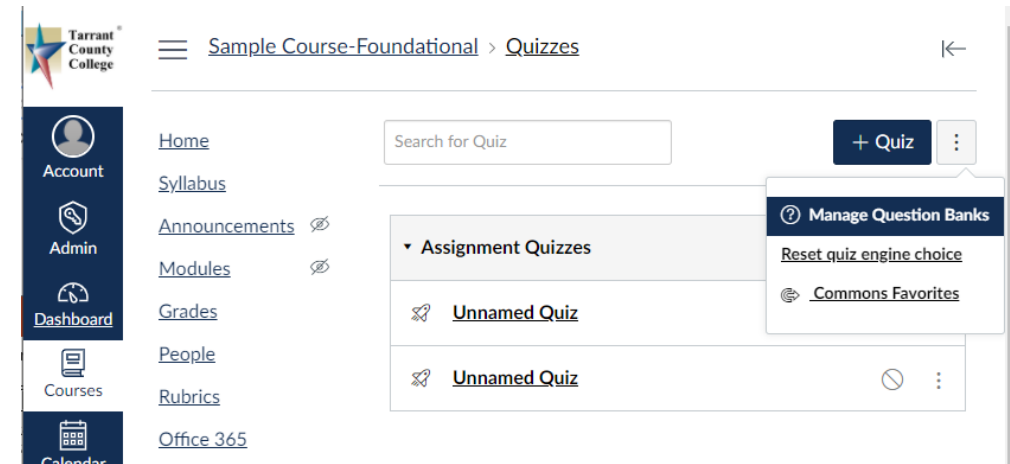 Tarrant
County
College
Sample Course-Foundational > Quizzes
Account
Admin
Dashboard
Courses
Calendar
Home
Syllabus
Announcements
Modules
Grades
People
Rubrics
Office 365
Search for Quiz
+ Quiz
Manage Question Banks
Reset quiz engine choice
Commons Favorites
Assignment Quizzes
Unnamed Quiz
Unnamed Quiz